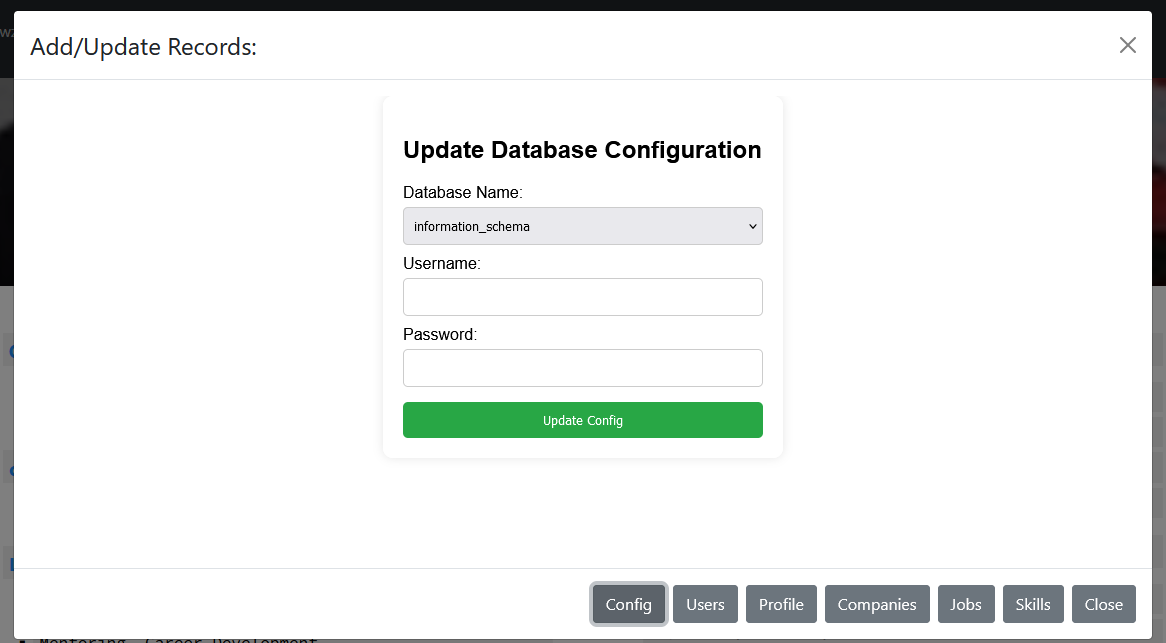 Add/Update Records:
Update Database Configuration
Database Name:
information_schema
Username:
Password:
Update Config
Config
Users
Profile
Companies
Jobs
Skills
Close